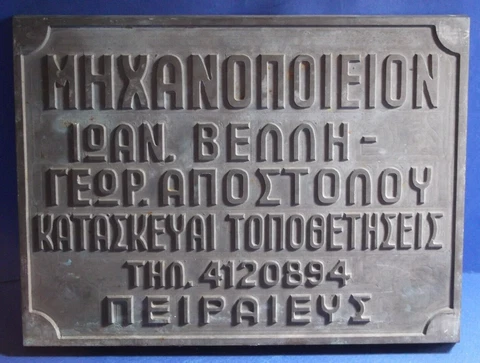 ΜΗΧΑΝΟΠΟΙΕΙΟΝ
ΙΩΑΝ. ΒΕΛΛΗ-
ΓΕΩΡ. ΑΠΟΣΤΟΛΟΥ
ΚΑΤΑΣΚΕΥΑΙ ΤΟΠΟΘΕΤΗΣΕΙΣ
ΤΗΛ. 4120894
ΠΕΙΡΑΙΕΥΣ